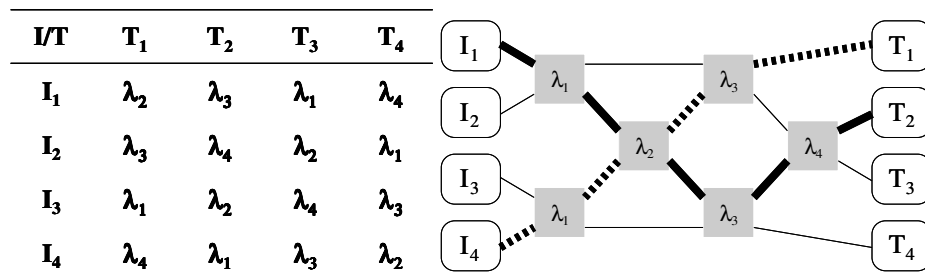 I/T T₁ T₂ T₃ T₄
I₁ λ₂ λ₃ λ₁ λ₄
I₂ λ₃ λ₄ λ₂ λ₁
I₃ λ₁ λ₂ λ₄ λ₃
I₄ λ₄ λ₁ λ₃ λ₂
I₁ T₁
λ₁ λ₃
I₂ T₂
λ₂ λ₄
I₃ T₃
λ₁ λ₃
I₄ T₄